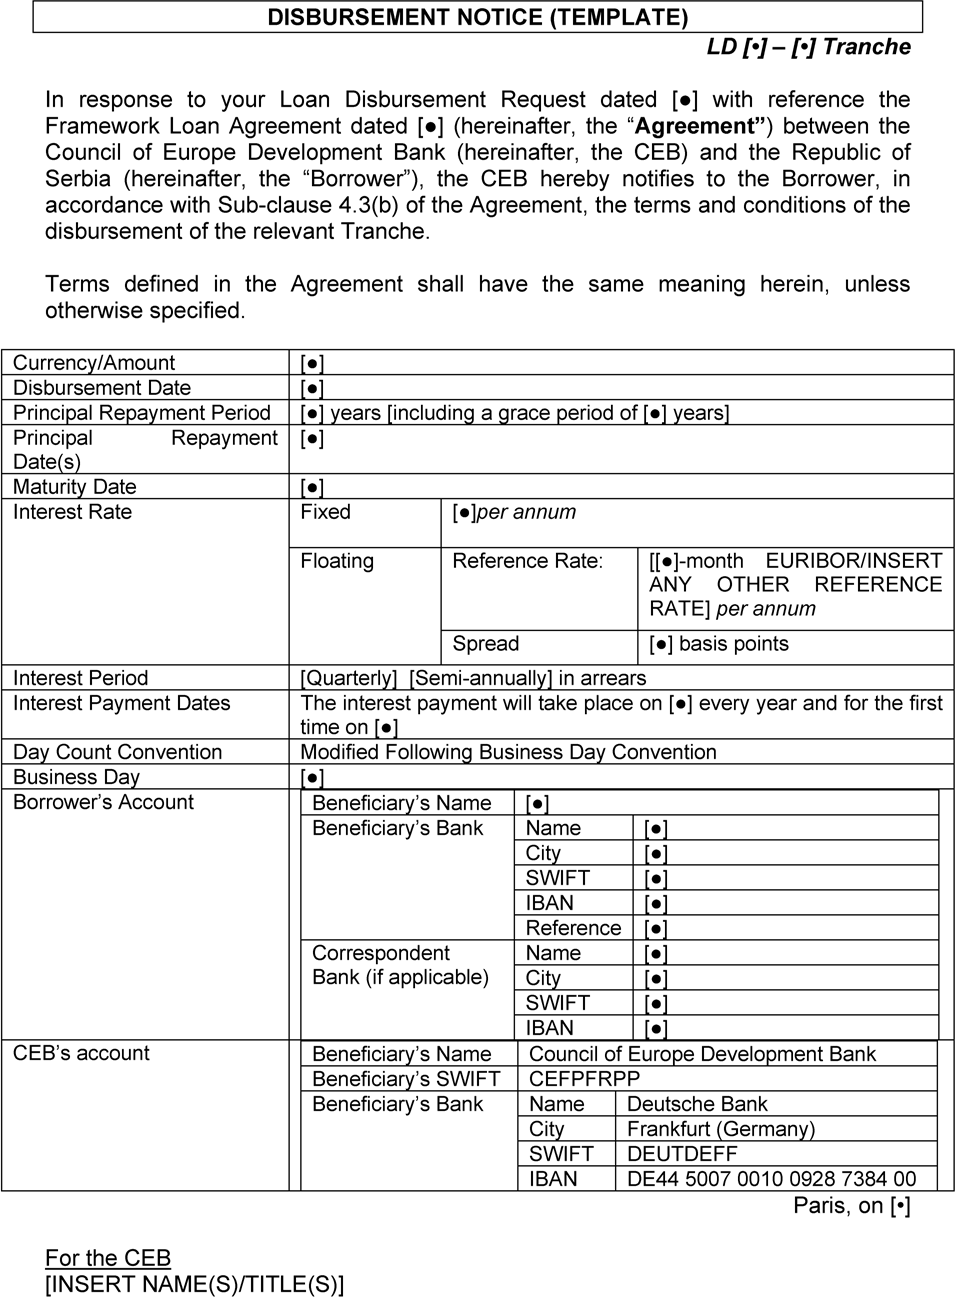 DISBURSEMENT NOTICE (TEMPLATE)
LD [•] – [•] Tranche
In response to your Loan Disbursement Request dated [●] with reference the
Framework Loan Agreement dated [●] (hereinafter, the “Agreement”) between the
Council of Europe Development Bank (hereinafter, the CEB) and the Republic of
Serbia (hereinafter, the “Borrower”), the CEB hereby notifies to the Borrower, in
accordance with Sub-clause 4.3(b) of the Agreement, the terms and conditions of the
disbursement of the relevant Tranche.
Terms defined in the Agreement shall have the same meaning herein, unless
otherwise specified.
Currency/Amount [●]
Disbursement Date [●]
Principal Repayment Period [●] years [including a grace period of [●] years]
Principal Repayment [●]
Date(s)
Maturity Date [●]
Interest Rate Fixed [●]per annum
Floating Reference Rate: [[●]-month EURIBOR/INSERT
ANY OTHER REFERENCE
RATE] per annum
Spread [●] basis points
Interest Period [Quarterly] [Semi-annually] in arrears
Interest Payment Dates The interest payment will take place on [●] every year and for the first
time on [●]
Day Count Convention Modified Following Business Day Convention
Business Day [●]
Borrower’s Account Beneficiary’s Name [●]
Beneficiary’s Bank Name [●]
City [●]
SWIFT [●]
IBAN [●]
Reference [●]
Correspondent Name [●]
Bank (if applicable) City [●]
SWIFT [●]
IBAN [●]
CEB’s account Beneficiary’s Name Council of Europe Development Bank
Beneficiary’s SWIFT CEFPFRPP
Beneficiary’s Bank Name Deutsche Bank
City Frankfurt (Germany)
SWIFT DEUTDEFF
IBAN DE44 5007 0010 0928 7384 00
Paris, on [•]
For the CEB
[INSERT NAME(S)/TITLE(S)]